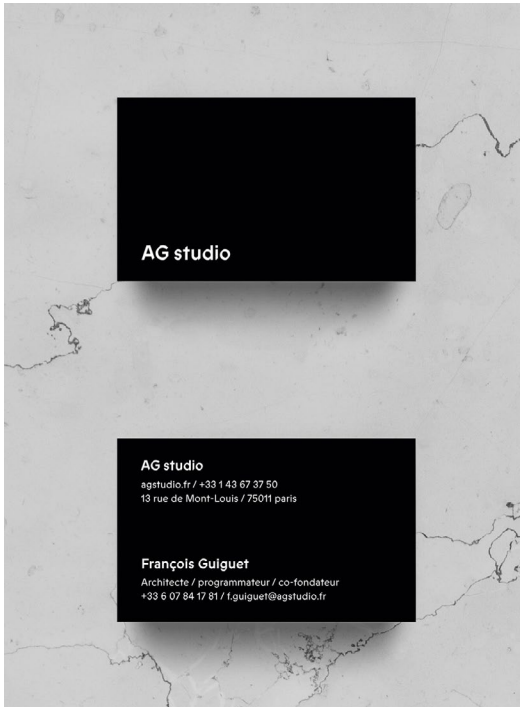 AG studio
AG studio
agstudio.fr / +33 1 43 67 37 50
13 rue de Mont-Louis / 75011 paris
François Guiguet
Architecte / programmateur / co-fondateur
+33 6 07 84 17 81 / f.guiguet@agstudio.fr